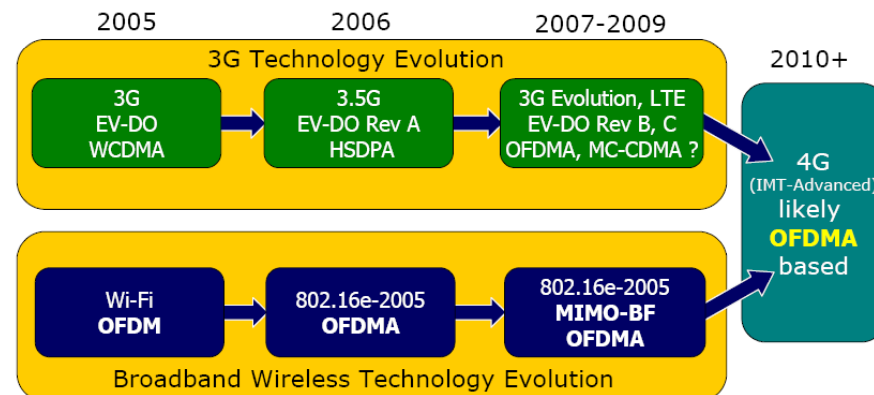 2005
2006
2007-2009
3G Technology Evolution
2010+
3G
EV-DO
WCDMA
3.5G
EV-DO Rev A
HSDPA
3G Evolution, LTE
EV-DO Rev B, C
OFDMA, MC-CDMA ?
4G
(IMT-Advanced)
likely
OFDMA
based
Wi-Fi
OFDM
802.16e-2005
OFDMA
802.16e-2005
MIMO-BF
OFDMA
Broadband Wireless Technology Evolution